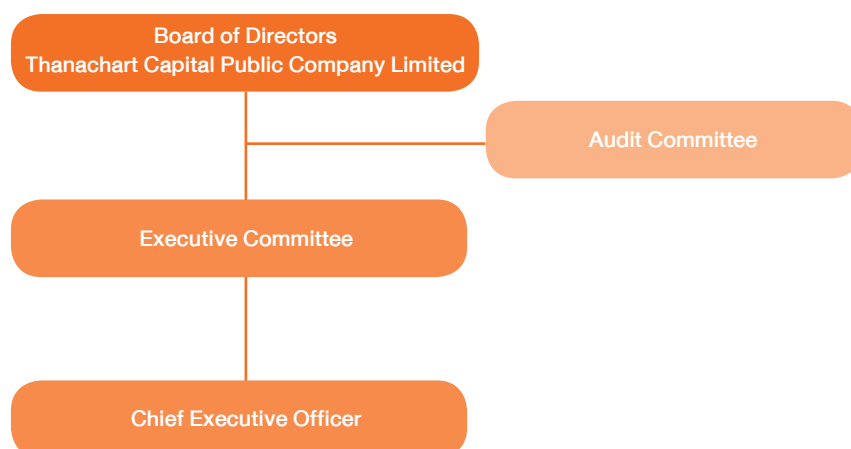 Board of Directors
Thanachart Capital Public Company Limited
Audit Committee
Executive Committee
Chief Executive Officer